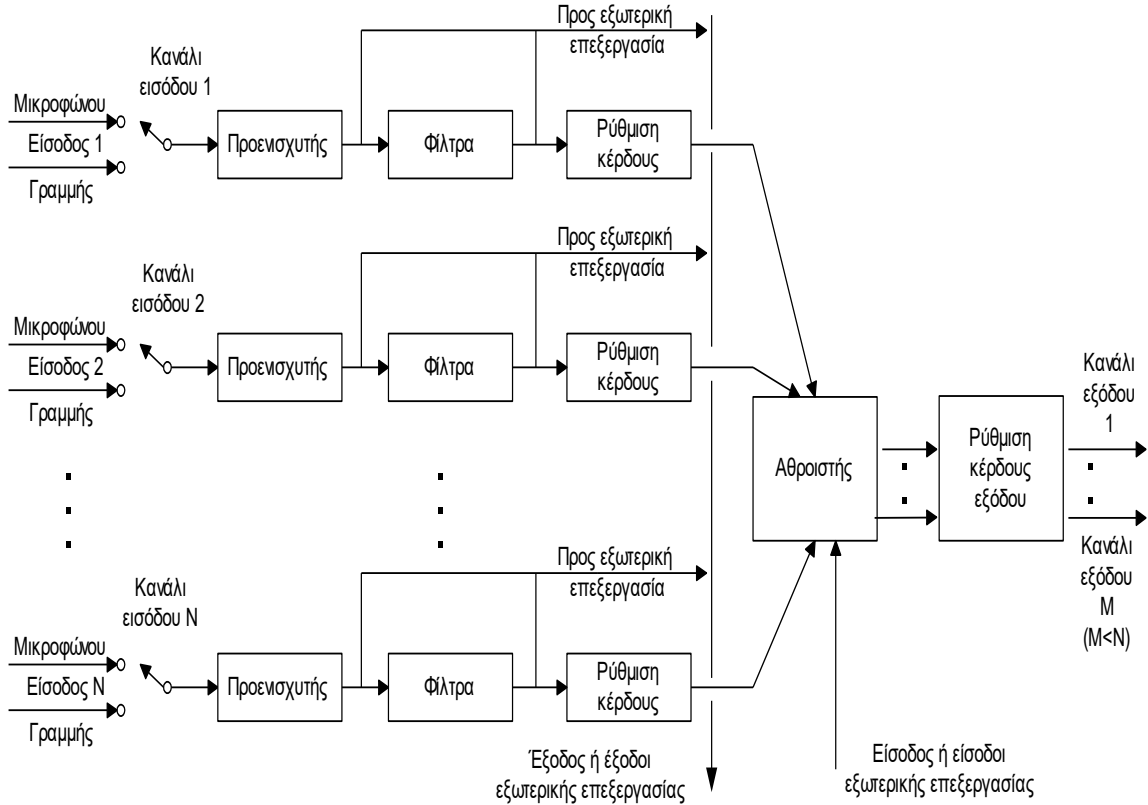 Προς εξωτερική
επεξεργασία
Κανάλι
εισόδου 1
Μικροφώνου
Είσοδος 1
Γραμμής
Προενισχυτής
Φίλτρα
Ρύθμιση
κέρδους
Προς εξωτερική
επεξεργασία
Κανάλι
εισόδου 2
Μικροφώνου
Είσοδος 2
Γραμμής
Προενισχυτής
Φίλτρα
Ρύθμιση
κέρδους
Αθροιστής
Ρύθμιση
κέρδους
εξόδου
Κανάλι
εξόδου
1
Κανάλι
εξόδου
M
(M<N)
Προς εξωτερική
επεξεργασία
Κανάλι
εισόδου N
Μικροφώνου
Είσοδος N
Γραμμής
Προενισχυτής
Φίλτρα
Ρύθμιση
κέρδους
Έξοδος ή έξοδοι
εξωτερικής επεξεργασίας
Είσοδος ή είσοδοι
εξωτερικής επεξεργασίας